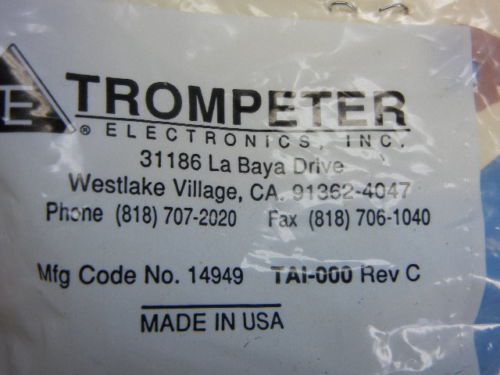 TROMPETER
® ELECTRONICS, INC.
31186 La Baya Drive
Westlake Village, CA. 91362-4047
Phone (818) 707-2020 Fax (818) 706-1040
Mfg Code No. 14949 TAI-000 Rev C
MADE IN USA